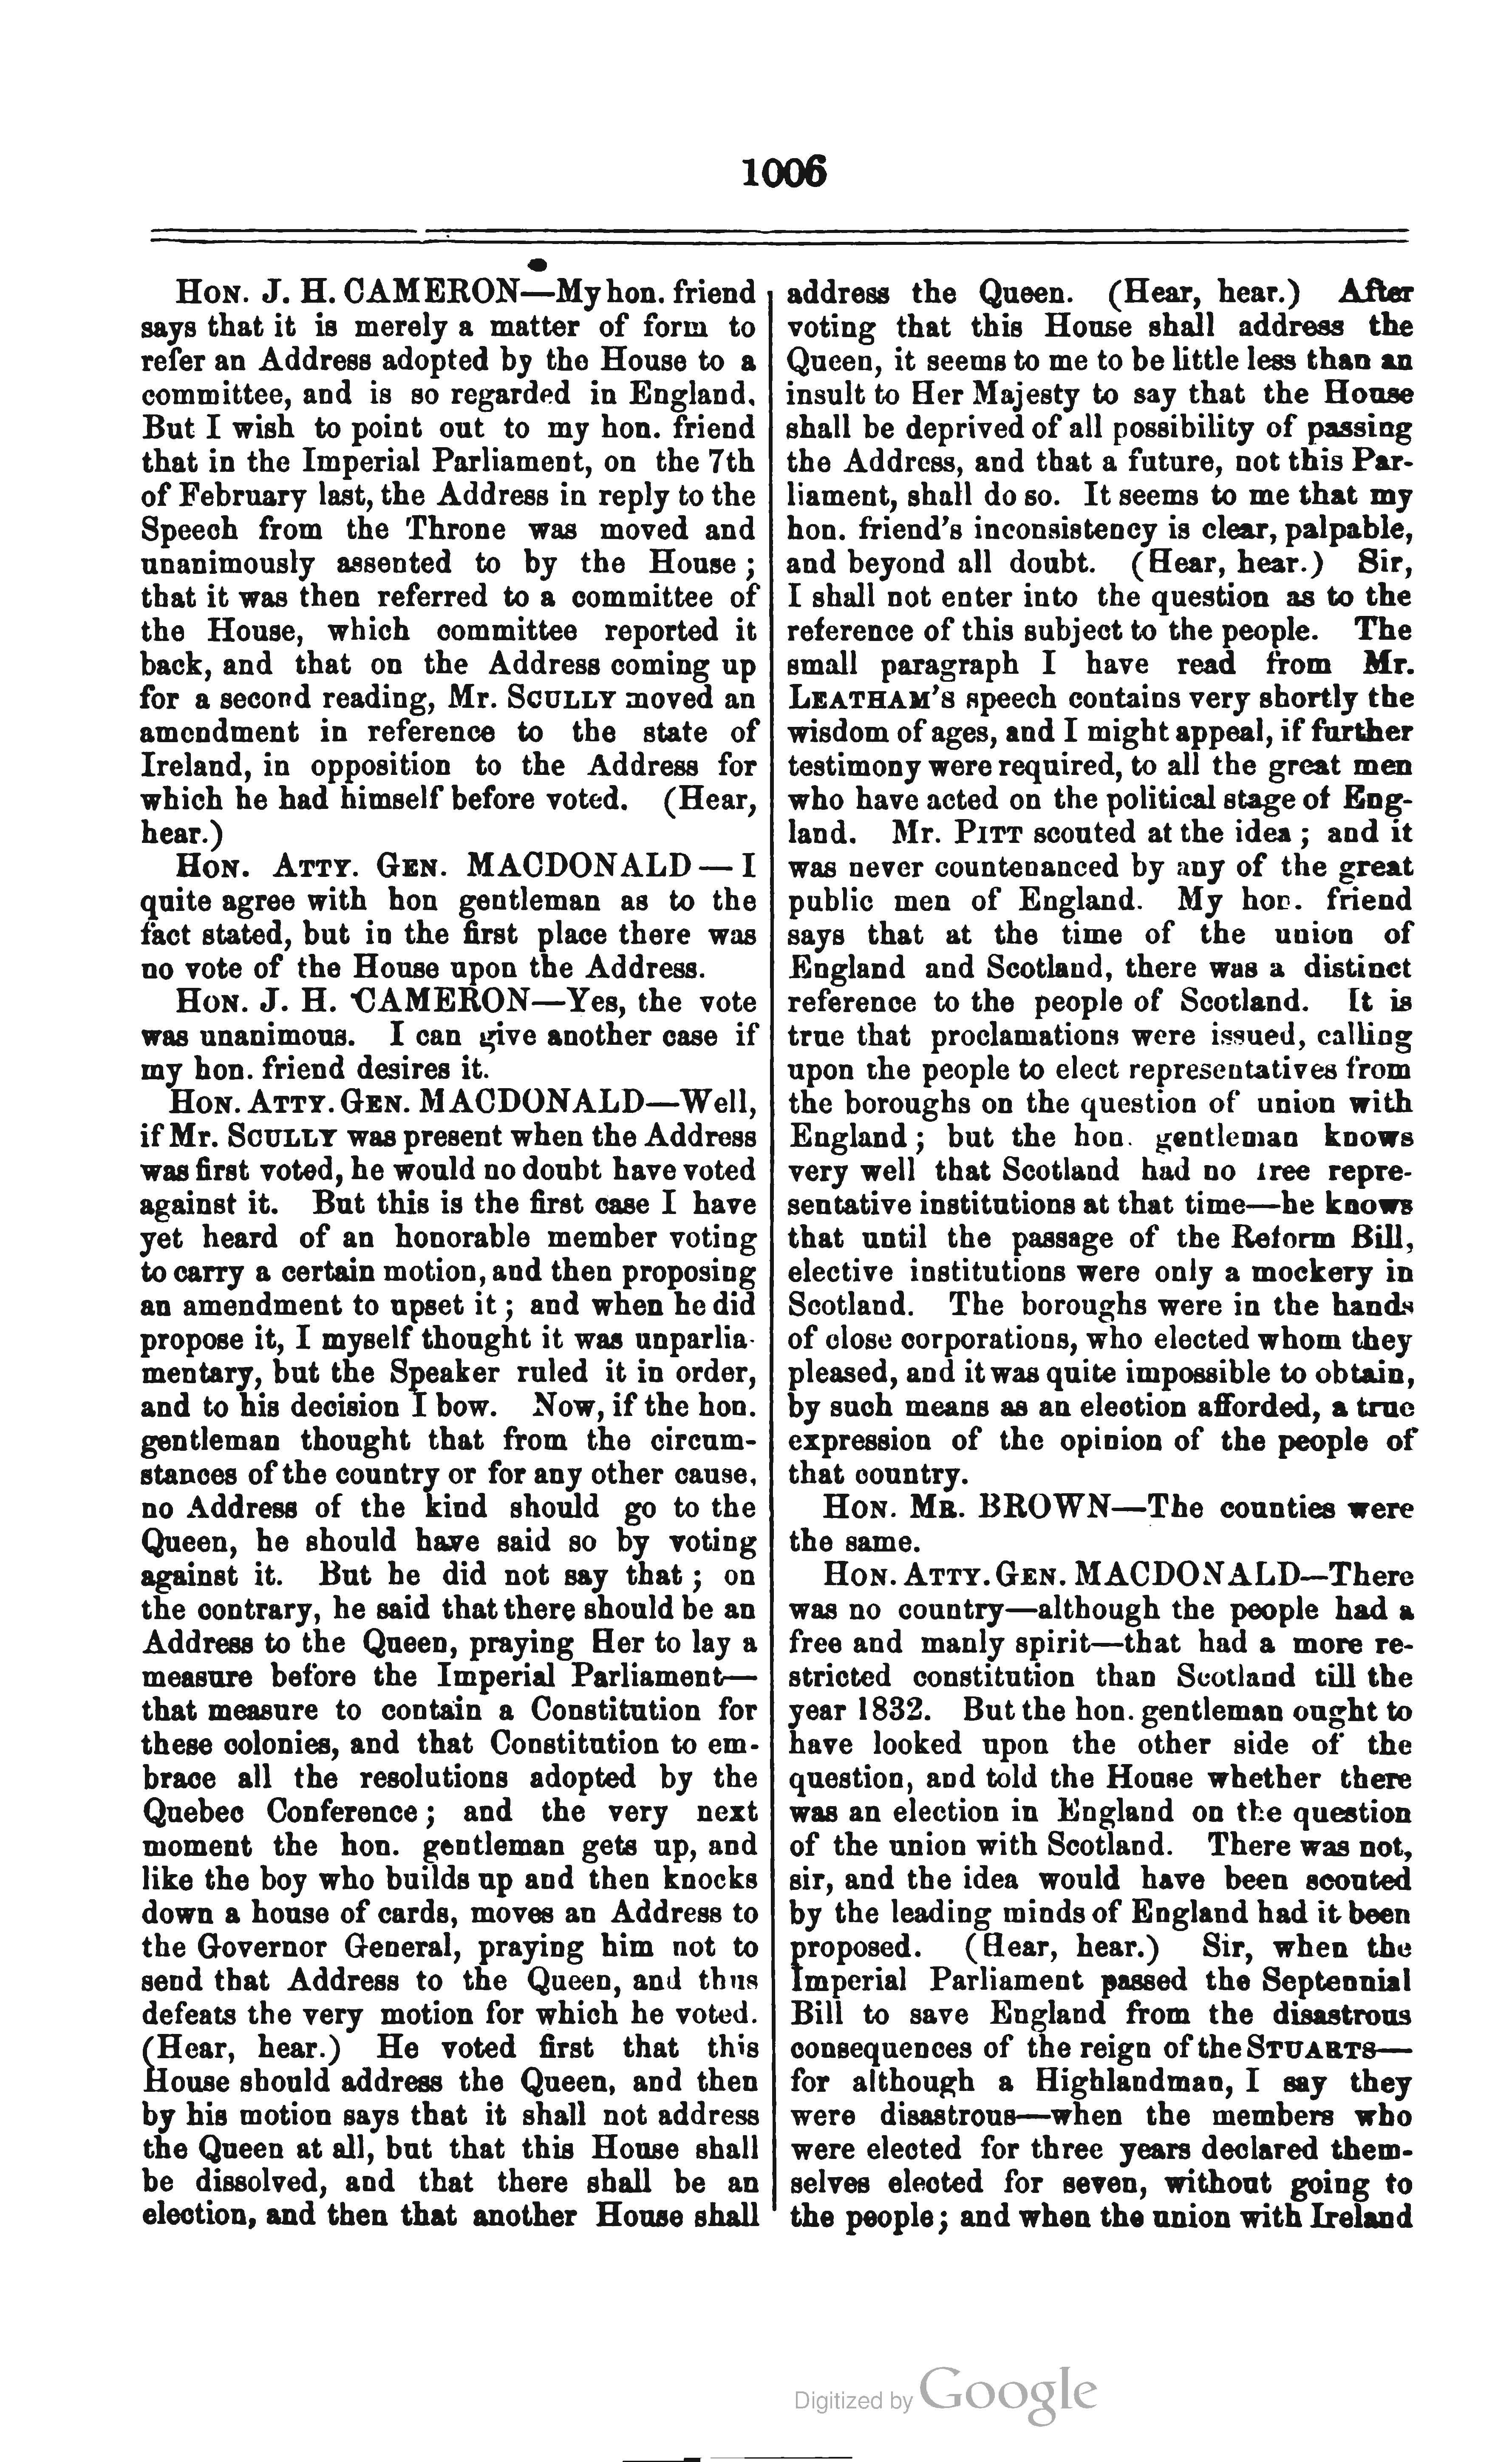 1006
HON. J. H. CAMERON—My hon. friend
says that it is merely a matter of form to
refer an Address adopted by the House to a
committee, and is so regarded in England.
But I wish to point out to my hon. friend
that in the Imperial Parliament, on the 7th
of February last, the Address in reply to the
Speech from the Throne was moved and
unanimously assented to by the House ;
that it was then referred to a committee of
the House, which committee reported it
back, and that on the Address coming up
for a second reading, Mr. SCULLY moved an
amendment in reference to the state of
Ireland, in opposition to the Address for
which he had himself before voted. (Hear,
hear.)
HON. ATTY. GEN. MACDONALD—I
quite agree with hon gentleman as to the
fact stated, but in the first place there was
no vote of the House upon the Address.
HON. J. H. CAMERON—Yes, the vote
was unanimous. I can give another case if
my hon. friend desires it.
HON. ATTY. GEN. MACDONALD—Well,
if Mr. SCULLY was present when the Address
was first voted, he would no doubt have voted
against it. But this is the first case I have
yet heard of an honorable member voting
to carry a certain motion, and then proposing
an amendment to upset it ; and when he did
propose it, I myself thought it was unparlia-
mentary, but the Speaker ruled it in order,
and to his decision I bow. Now, if the hon.
gentleman thought that from the circum-
stances of the country or for any other cause,
no Address of the kind should go to the
Queen, he should have said so by voting
against it. But he did not say that ; on
the contrary, he said that there should be an
Address to the Queen, praying Her to lay a
measure before the Imperial Parliament—
that measure to contain a Constitution for
these colonies, and that Constitution to em-
brace all the resolutions adopted by the
Quebec Conference ; and the very next
moment the hon. gentleman gets up, and
like the boy who builds up and then knocks
down a house of cards, moves an Address to
the Governor General, praying him not to
send that Address to the Queen, and thus
defeats the very motion for which he voted.
(Hear, hear.) He voted first that this
House should address the Queen, and then
by his motion says that it shall not address
the Queen at all, but that this House shall
be dissolved, and that there shall be an
election, and then that another House shall
address the Queen. (Hear, hear.) After
voting that this House shall address the
Queen, it seems to me to be little less than an
insult to Her Majesty to say that the House
shall be deprived of all possibility of passing
the Address, and that a future, not this Par-
liament, shall do so. It seems to me that my
hon. friend's inconsistency is clear, palpable,
and beyond all doubt. (Hear, hear.) Sir,
I shall not enter into the question as to the
reference of this subject to the people. The
small paragraph I have read from Mr.
LEATHAM'S speech contains very shortly the
wisdom of ages, and I might appeal, if further
testimony were required, to all the great men
who have acted on the political stage of Eng-
land. Mr. PITT scouted at the idea ; and it
was never countenanced by any of the great
public men of England. My hon. friend
says that at the time of the union of
England and Scotland, there was a distinct
reference to the people of Scotland. It is
true that proclamations were issued, calling
upon the people to elect representatives from
the boroughs on the question of union with
England ; but the hon. gentleman knows
very well that Scotland had no free repre-
sentative institutions at that time—he knows
that until the passage of the Reform Bill,
elective institutions were only a mockery in
Scotland. The boroughs were in the hands
of close corporations, who elected whom they
pleased, and it was quite impossible to obtain,
by such means as an election afforded, a true
expression of the opinion of the people of
that country.
HON. MR. BROWN—The counties were
the same.
HON. ATTY. GEN. MACDONALD—There
was no country—although the people had a
free and manly spirit—that had a more re-
stricted constitution than Scotland till the
year 1832. But the hon. gentleman ought to
have looked upon the other side of the
question, and told the House whether there
was an election in England on the question
of the union with Scotland. There was not,
sir, and the idea would have been scouted
by the leading minds of England had it been
proposed. (Hear, hear.) Sir, when the
Imperial Parliament passed the Septennial
Bill to save England from the disastrous
consequences of the reign of the STUARTS—
for although a Highlandman, I say they
were disastrous—when the members who
were elected for three years declared them-
selves elected for seven, without going to
the people ; and when the union with Ireland
Digitized by Google